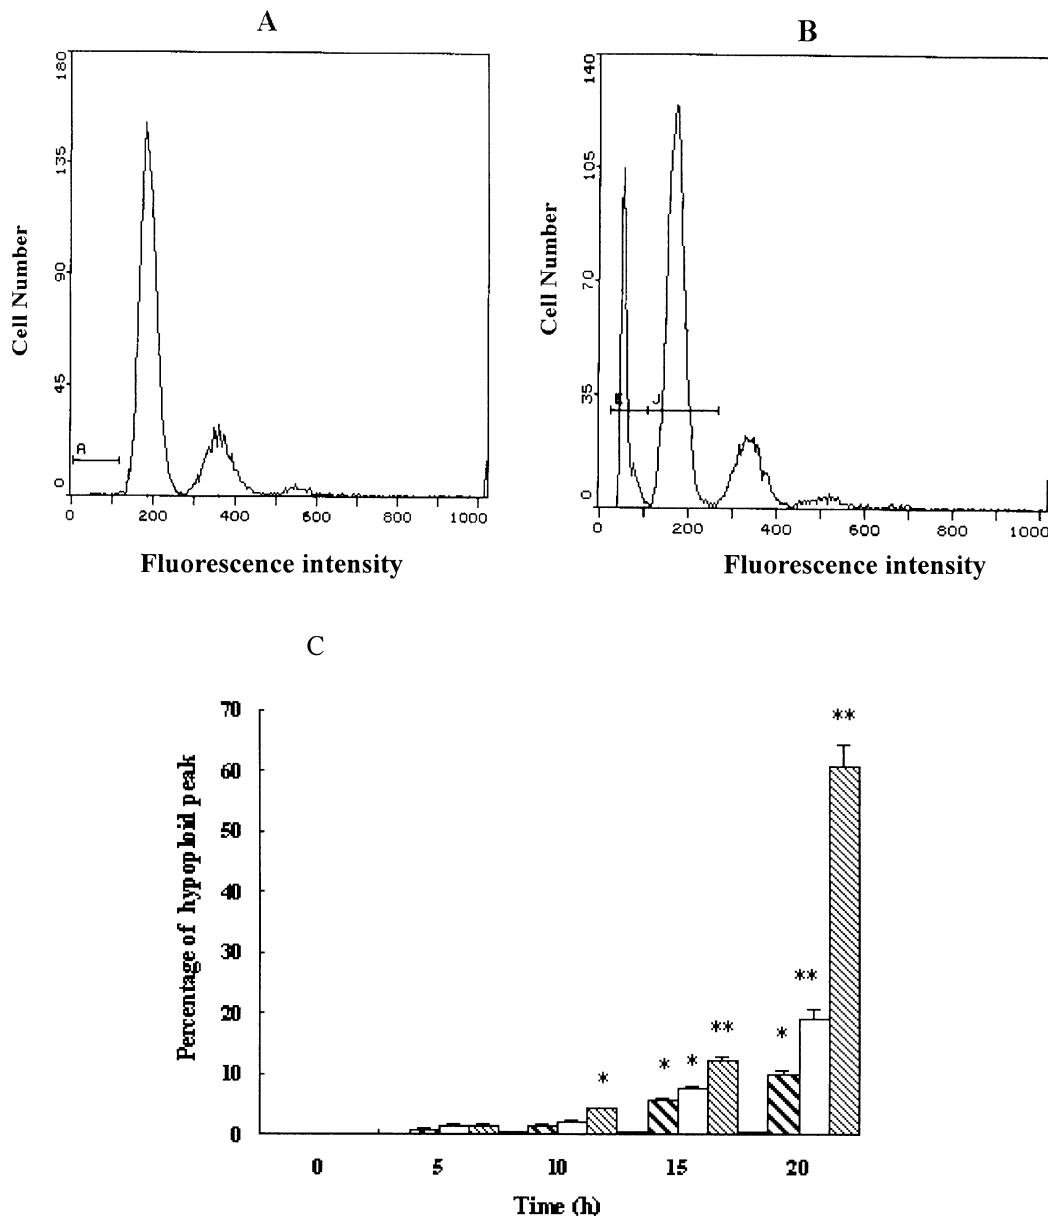 A
B
180
135
90
45
0
Cell Number
A
0 200 400 600 800 1000
Fluorescence intensity
140
105
70
35
0
Cell Number
J
0 200 400 600 800 1000
Fluorescence intensity
C
70
60
50
40
30
20
10
0
Percentage of hypoploid peak
*
*
*
**
*
**
**
0 5 10 15 20
Time (h)